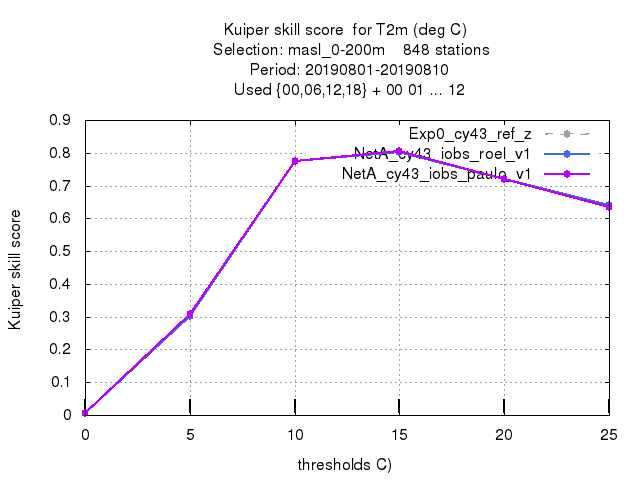 Kuiper skill score  for T2m (deg C)
Selection: masl_0-200m    848 stations
Period: 20190801-20190810
Used {00,06,12,18} + 00 01 ... 12
Exp0_cy43_ref_z
NetA_cy43_iobs_roel_v1
NetA_cy43_iobs_paulo_v1
0.9
0.8
0.7
0.6
0.5
0.4
0.3
0.2
0.1
0
Kuiper skill score
0 5 10 15 20 25
thresholds C)